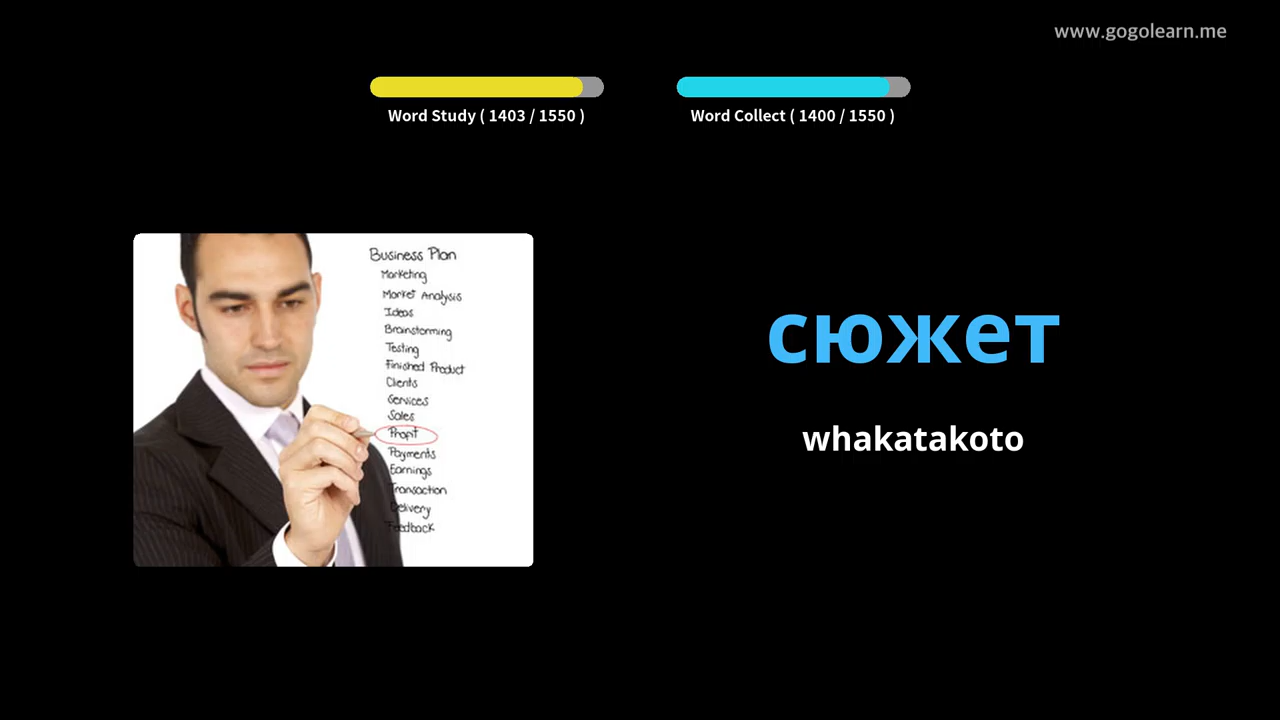 www.gogolearn.me
Word Study ( 1403 / 1550 )
Word Collect ( 1400 / 1550 )
Business Plan
Marketing
Market Analysis
Ideas
Brainstorming
Testing
Finished Product
Clients
Services
Sales
Profit
Payments
Earnings
Transaction
Delivery
Feedback
сюжет
whakatakoto